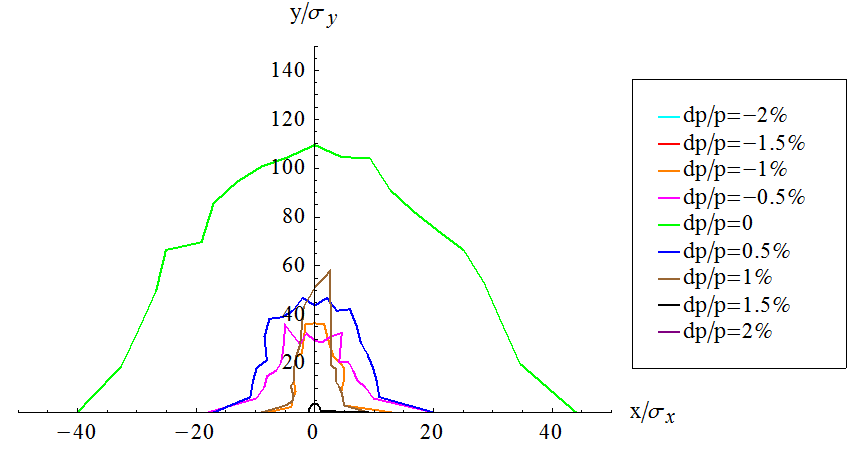 y/σy
140
120
100
80
60
40
20
−40
−20
0
20
40
x/σx
dp/p=−2%
dp/p=−1.5%
dp/p=−1%
dp/p=−0.5%
dp/p=0
dp/p=0.5%
dp/p=1%
dp/p=1.5%
dp/p=2%